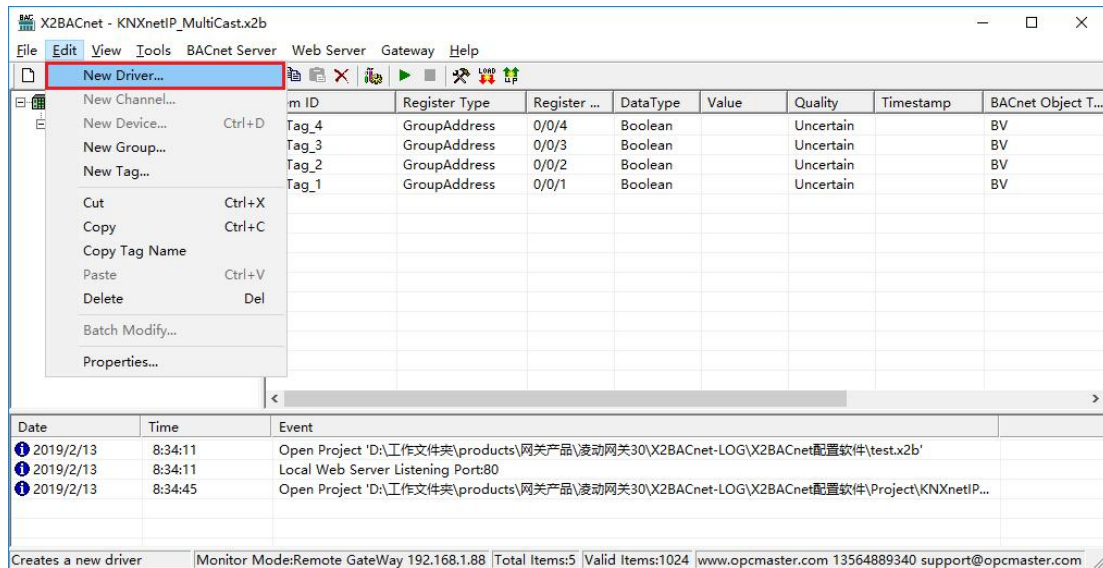 X2BACnet - KNXnetIP_MultiCast.x2b
File Edit View Tools BACnet Server Web Server Gateway Help
New Driver...
New Channel...
New Device... Ctrl+D
New Group...
New Tag...
Cut Ctrl+X
Copy Ctrl+C
Copy Tag Name
Paste Ctrl+V
Delete Del
Batch Modify...
Properties...
m ID Register Type Register ... DataType Value Quality Timestamp BACnet Object T...
Tag_4 GroupAddress 0/0/4 Boolean Uncertain BV
Tag_3 GroupAddress 0/0/3 Boolean Uncertain BV
Tag_2 GroupAddress 0/0/2 Boolean Uncertain BV
Tag_1 GroupAddress 0/0/1 Boolean Uncertain BV
Date Time Event
2019/2/13 8:34:11 Open Project 'D:\工作文件夹\products\网关产品\凌动网关30\X2BACnet-LOG\X2BACnet配置软件\test.x2b'
2019/2/13 8:34:11 Local Web Server Listening Port:80
2019/2/13 8:34:45 Open Project 'D:\工作文件夹\products\网关产品\凌动网关30\X2BACnet-LOG\X2BACnet配置软件\Project\KNXnetIP...
Creates a new driver Monitor Mode:Remote GateWay 192.168.1.88 Total Items:5 Valid Items:1024 www.opcmaster.com 13564889340 support@opcmaster.com